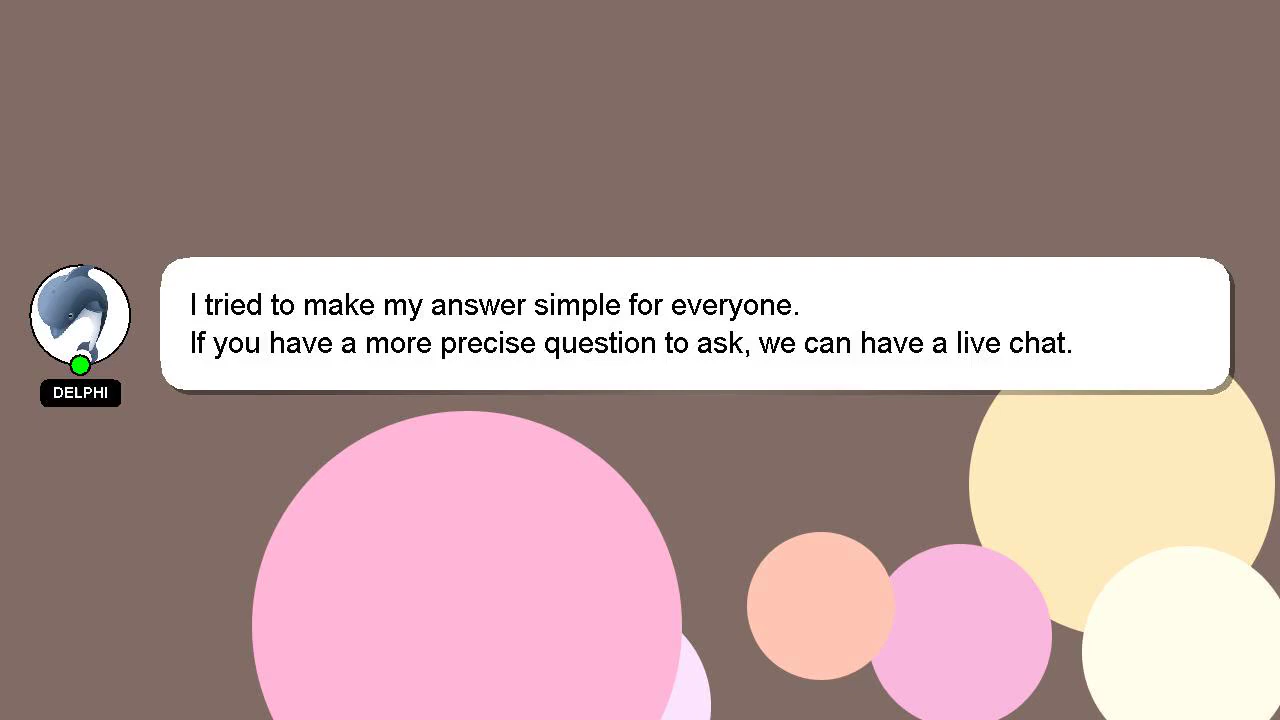 I tried to make my answer simple for everyone.
If you have a more precise question to ask, we can have a live chat.
DELPHI